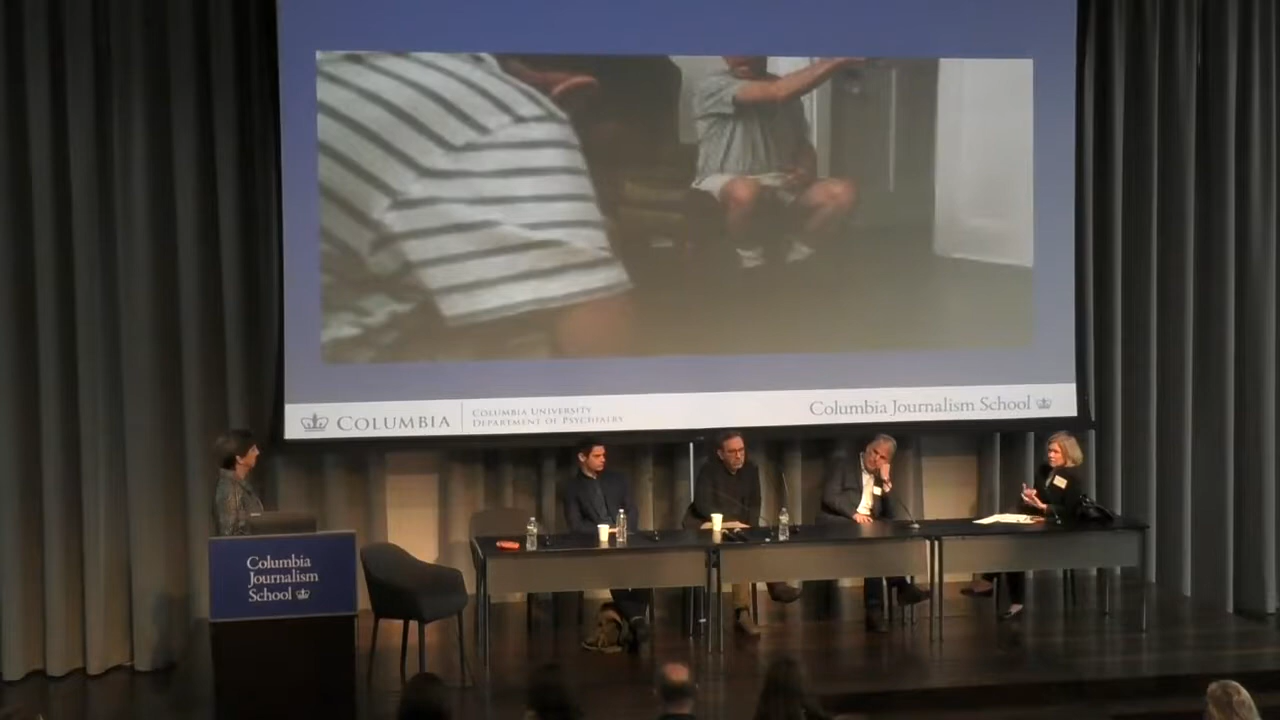 COLUMBIA
COLUMBIA UNIVERSITY
DEPARTMENT OF PSYCHIATRY
Columbia Journalism School
Columbia
Journalism
School